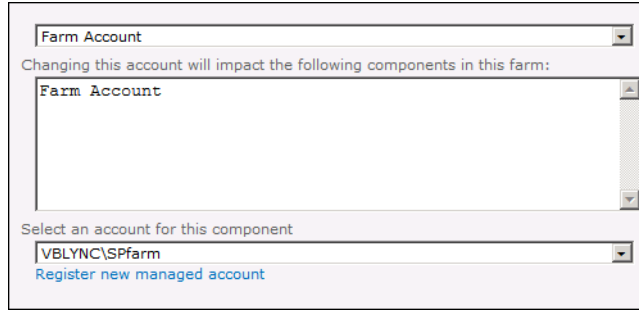 Farm Account
Changing this account will impact the following components in this farm:
Farm Account
Select an account for this component
VBLYNC\SPfarm
Register new managed account